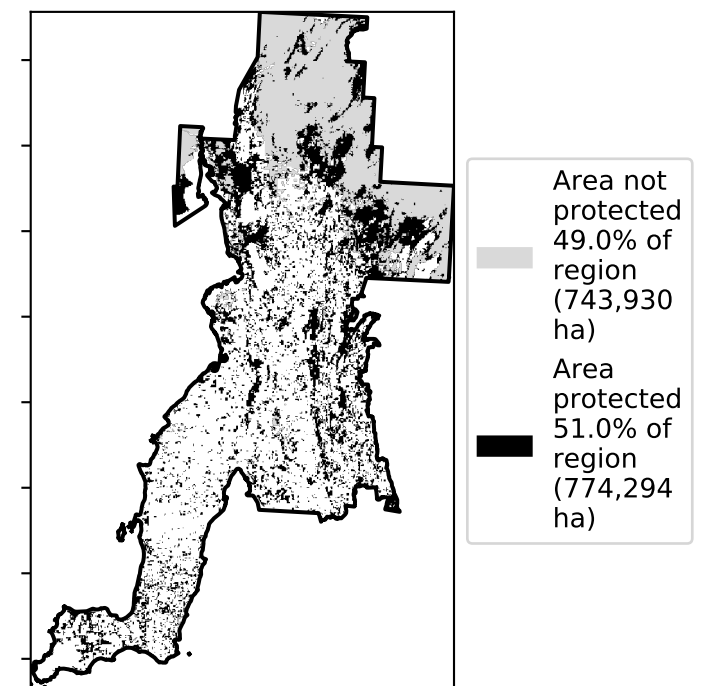 A
Area not
protected
49.0% of
region
(743,930
ha)
Area
protected
51.0% of
region
(774,294
ha)